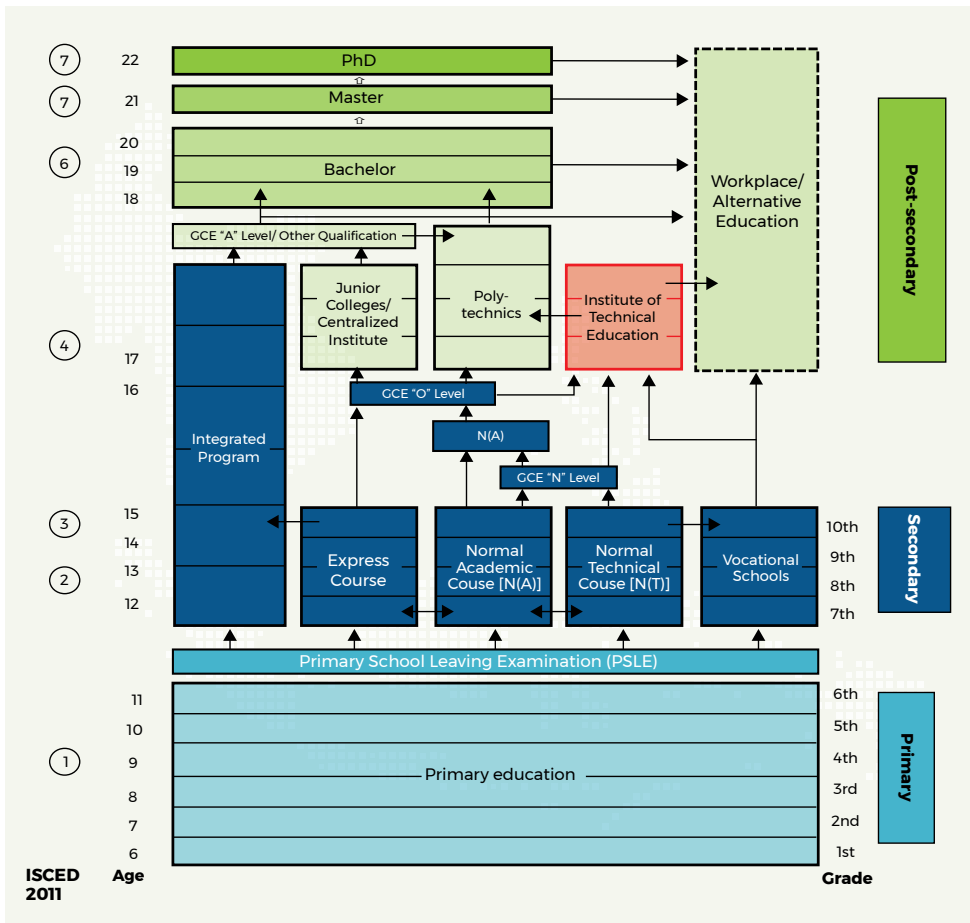 7
22
PhD
7
21
Master
20
6
19
Bachelor
18
Workplace/
Alternative
Education
Post-secondary
GCE “A” Level/ Other Qualification
Junior
Colleges/
Centralized
Institute
Poly-
technics
Institute of
Technical
Education
4
17
16
GCE “O” Level
Integrated
Program
N(A)
GCE “N” Level
3
15
14
2
13
12
Express
Course
Normal
Academic
Couse [N(A)]
Normal
Technical
Couse [N(T)]
Vocational
Schools
10th
9th
8th
7th
Secondary
Primary School Leaving Examination (PSLE)
11
10
1
9
8
7
6
Primary education
6th
5th
4th
3rd
2nd
1st
Primary
ISCED
2011
Age
Grade